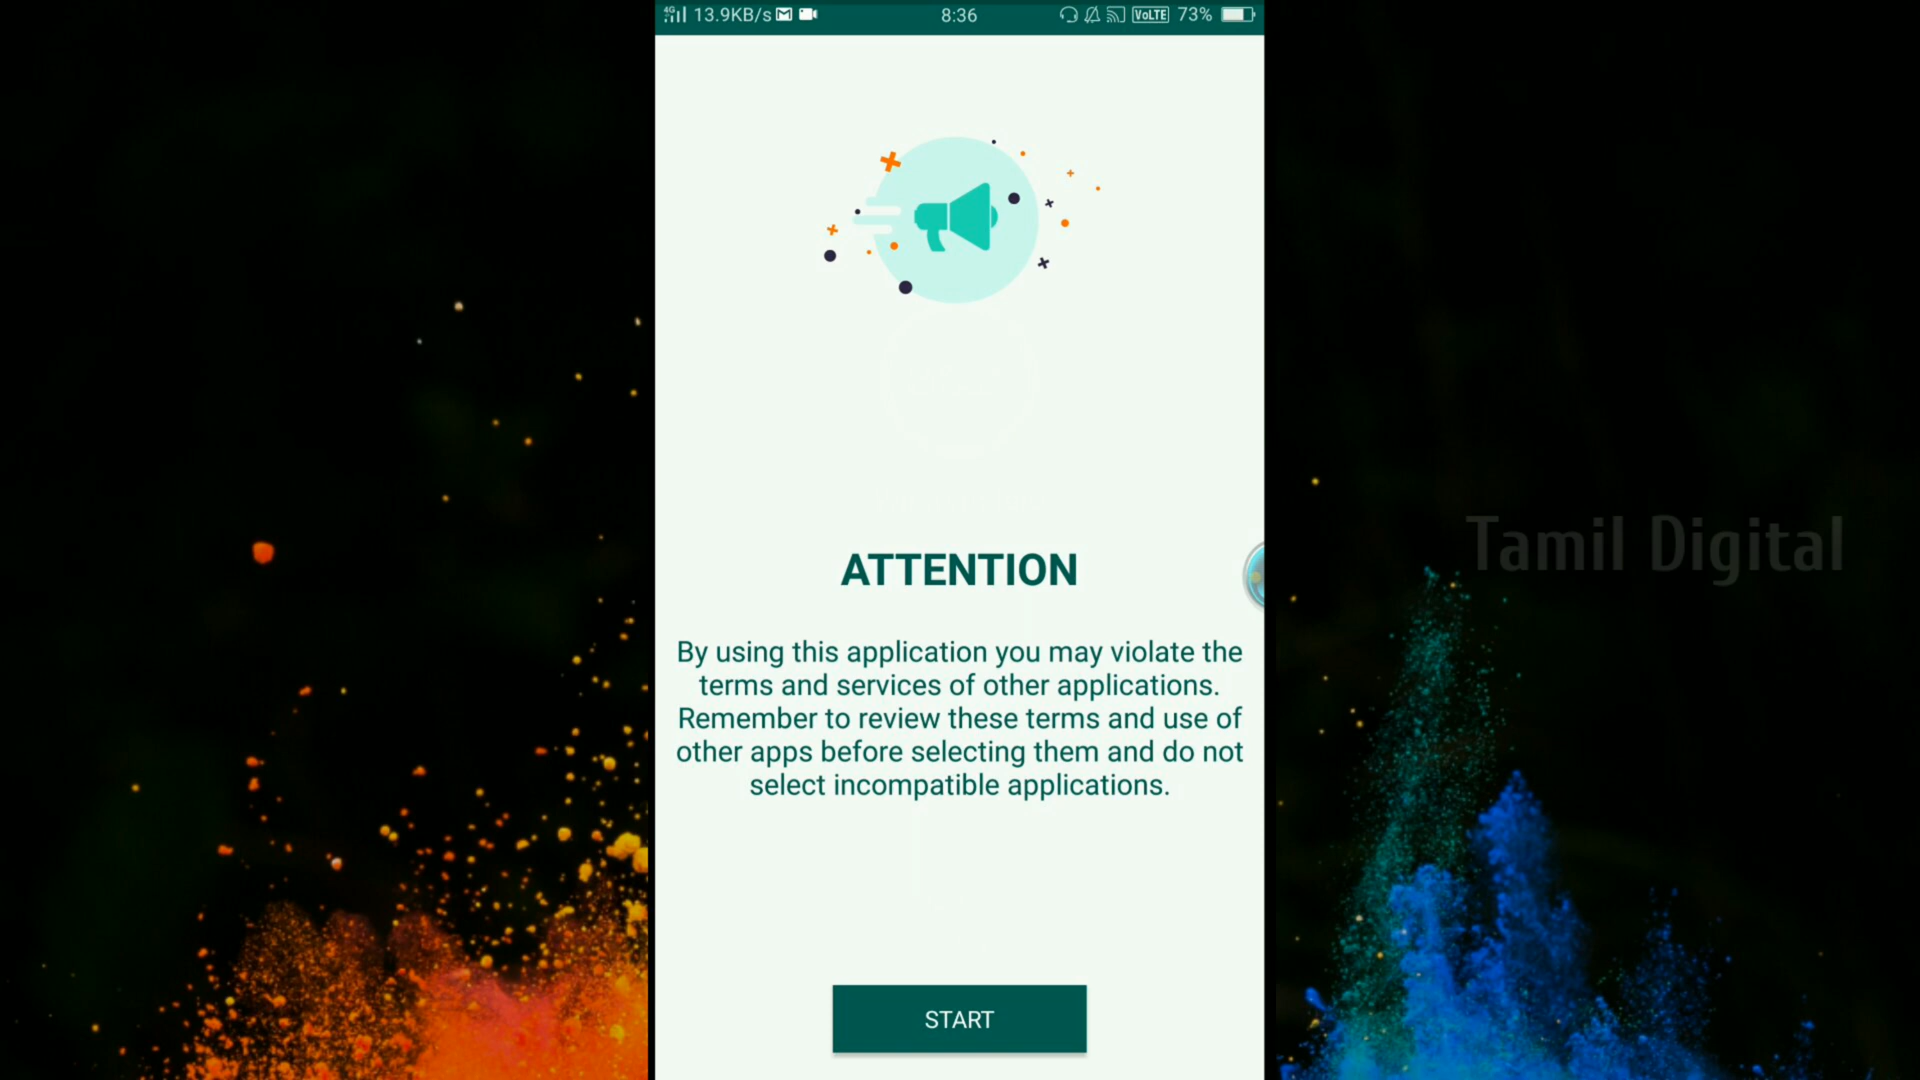 4G 13.9KB/s 8:36 VoLTE 73%
ATTENTION
By using this application you may violate the
terms and services of other applications.
Remember to review these terms and use of
other apps before selecting them and do not
select incompatible applications.
START
Tamil Digital